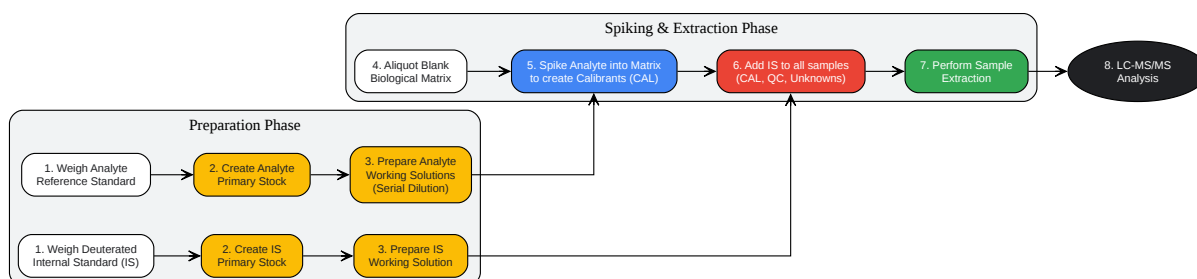 Spiking & Extraction Phase
4. Aliquot Blank
Biological Matrix
5. Spike Analyte into Matrix
to create Calibrants (CAL)
6. Add IS to all samples
(CAL, QC, Unknowns)
7. Perform Sample
Extraction
8. LC-MS/MS
Analysis
Preparation Phase
1. Weigh Analyte
Reference Standard
2. Create Analyte
Primary Stock
3. Prepare Analyte
Working Solutions
(Serial Dilution)
1. Weigh Deuterated
Internal Standard (IS)
2. Create IS
Primary Stock
3. Prepare IS
Working Solution